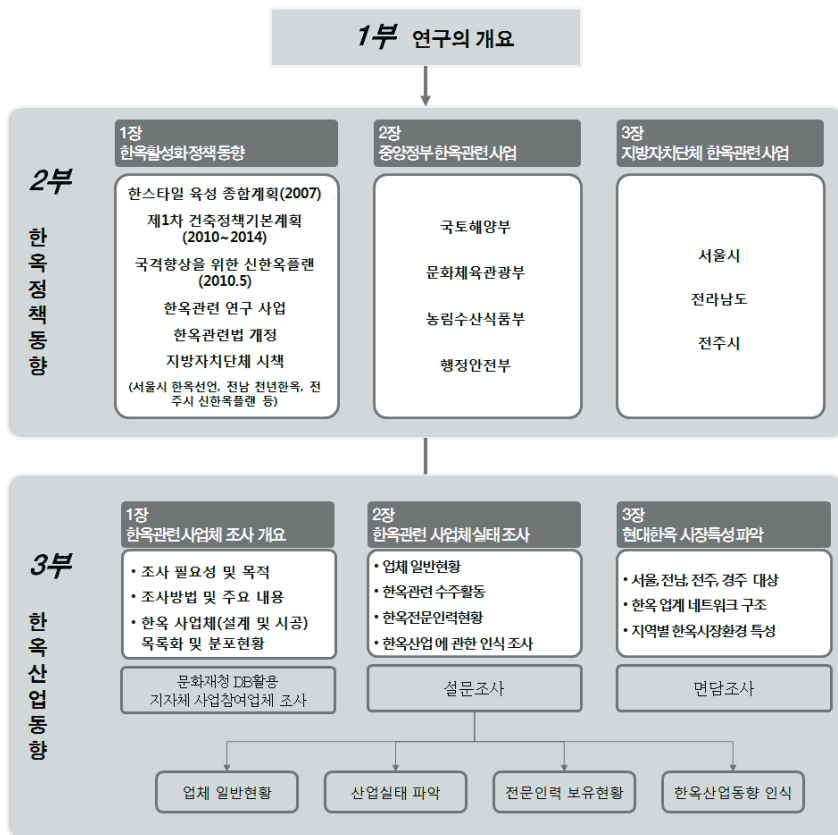 1부 연구의 개요
2부
한옥정책동향
1장
한옥활성화정책동향
한스타일 육성 종합계획(2007)
제1차 건축정책기본계획
(2010~2014)
국격향상을 위한 신한옥플랜
(2010.5)
한옥관련 연구 사업
한옥관련법 개정
지방자치단체 시책
(서울시 한옥선언, 전남 천년한옥, 전
주시 신한옥플랜 등)
2장
중앙정부 한옥관련 사업
국토해양부
문화체육관광부
농림수산식품부
행정안전부
3장
지방자치단체 한옥관련 사업
서울시
전라남도
전주시
3부
한옥산업동향
1장
한옥관련 사업체 조사 개요
• 조사 필요성 및 목적
• 조사방법 및 주요 내용
• 한옥 사업체(설계 및 시공)
목록화 및 분포현황
문화재청 DB활용
지자체 사업참여업체 조사
2장
한옥관련 사업체 실태 조사
• 업체 일반현황
• 한옥관련 수주활동
• 한옥전문인력현황
• 한옥산업 에 관한 인식 조사
설문조사
3장
현대한옥 시장특성 파악
• 서울, 전남, 전주, 경주 대상
• 한옥 업계 네트워크 구조
• 지역별 한옥시장환경 특성
면담조사
업체 일반현황
산업실태 파악
전문인력 보유현황
한옥산업동향 인식